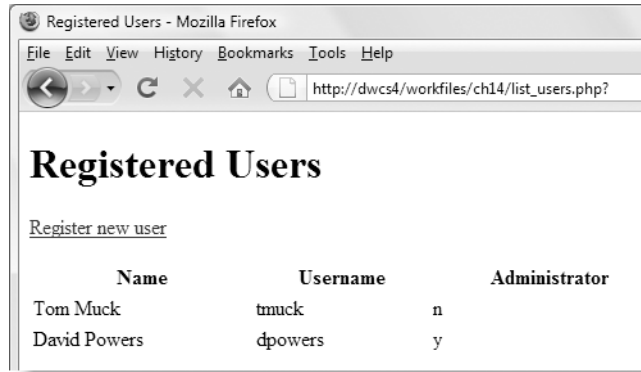 Registered Users - Mozilla Firefox
File Edit View History Bookmarks Tools Help
http://dwcs4/workfiles/ch14/list_users.php?
Registered Users
Register new user
Name Username Administrator
Tom Muck tmuck n
David Powers dpowers y